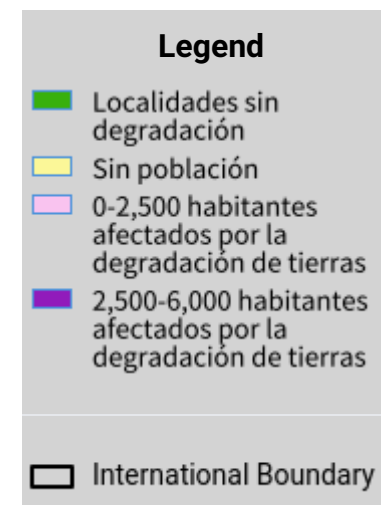 Legend
Localidades sin
degradación
Sin población
0-2,500 habitantes
afectados por la
degradación de tierras
2,500-6,000 habitantes
afectados por la
degradación de tierras
International Boundary